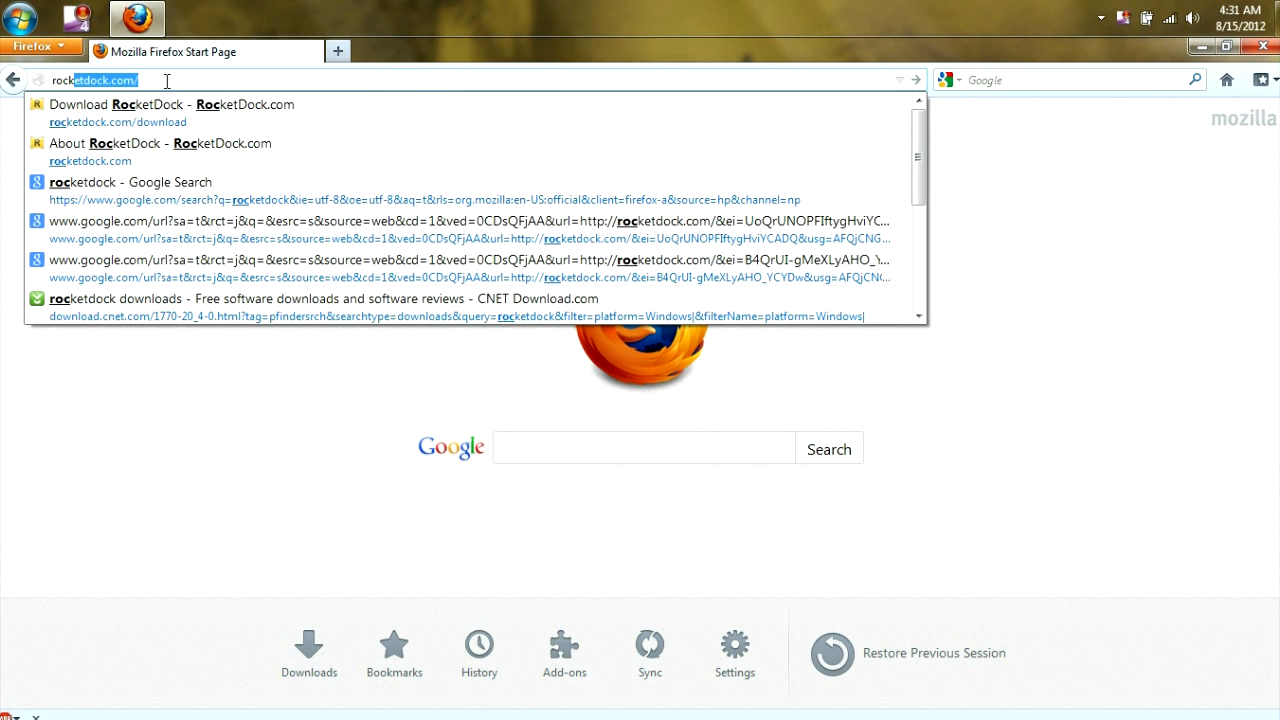 4:31 AM
8/15/2012
Firefox
Mozilla Firefox Start Page
rocketdock.com/
Google
mozilla
Download RocketDock - RocketDock.com
rocketdock.com/download
About RocketDock - RocketDock.com
rocketdock.com
rocketdock - Google Search
https://www.google.com/search?q=rocketdock&ie=utf-8&oe=utf-8&aq=t&rls=org.mozilla:en-US:official&client=firefox-a&source=hp&channel=np
www.google.com/url?sa=t&rct=j&q=&esrc=s&source=web&cd=1&ved=0CDsQFjAA&url=http://rocketdock.com/&ei=UoQrUNOPFIftygHviYC...
www.google.com/url?sa=t&rct=j&q=&esrc=s&source=web&cd=1&ved=0CDsQFjAA&url=http://rocketdock.com/&ei=UoQrUNOPFIftygHviYCADQ&usg=AFQjCNG...
www.google.com/url?sa=t&rct=j&q=&esrc=s&source=web&cd=1&ved=0CDsQFjAA&url=http://rocketdock.com/&ei=B4QrUI-gMeXLyAHO_Y...
www.google.com/url?sa=t&rct=j&q=&esrc=s&source=web&cd=1&ved=0CDsQFjAA&url=http://rocketdock.com/&ei=B4QrUI-gMeXLyAHO_YCYDw&usg=AFQjCN...
rocketdock downloads - Free software downloads and software reviews - CNET Download.com
download.cnet.com/1770-20_4-0.html?tag=pfindersrch&searchtype=downloads&query=rocketdock&filter=platform=Windows|&filterName=platform=Windows|
Google
Search
Downloads
Bookmarks
History
Add-ons
Sync
Settings
Restore Previous Session